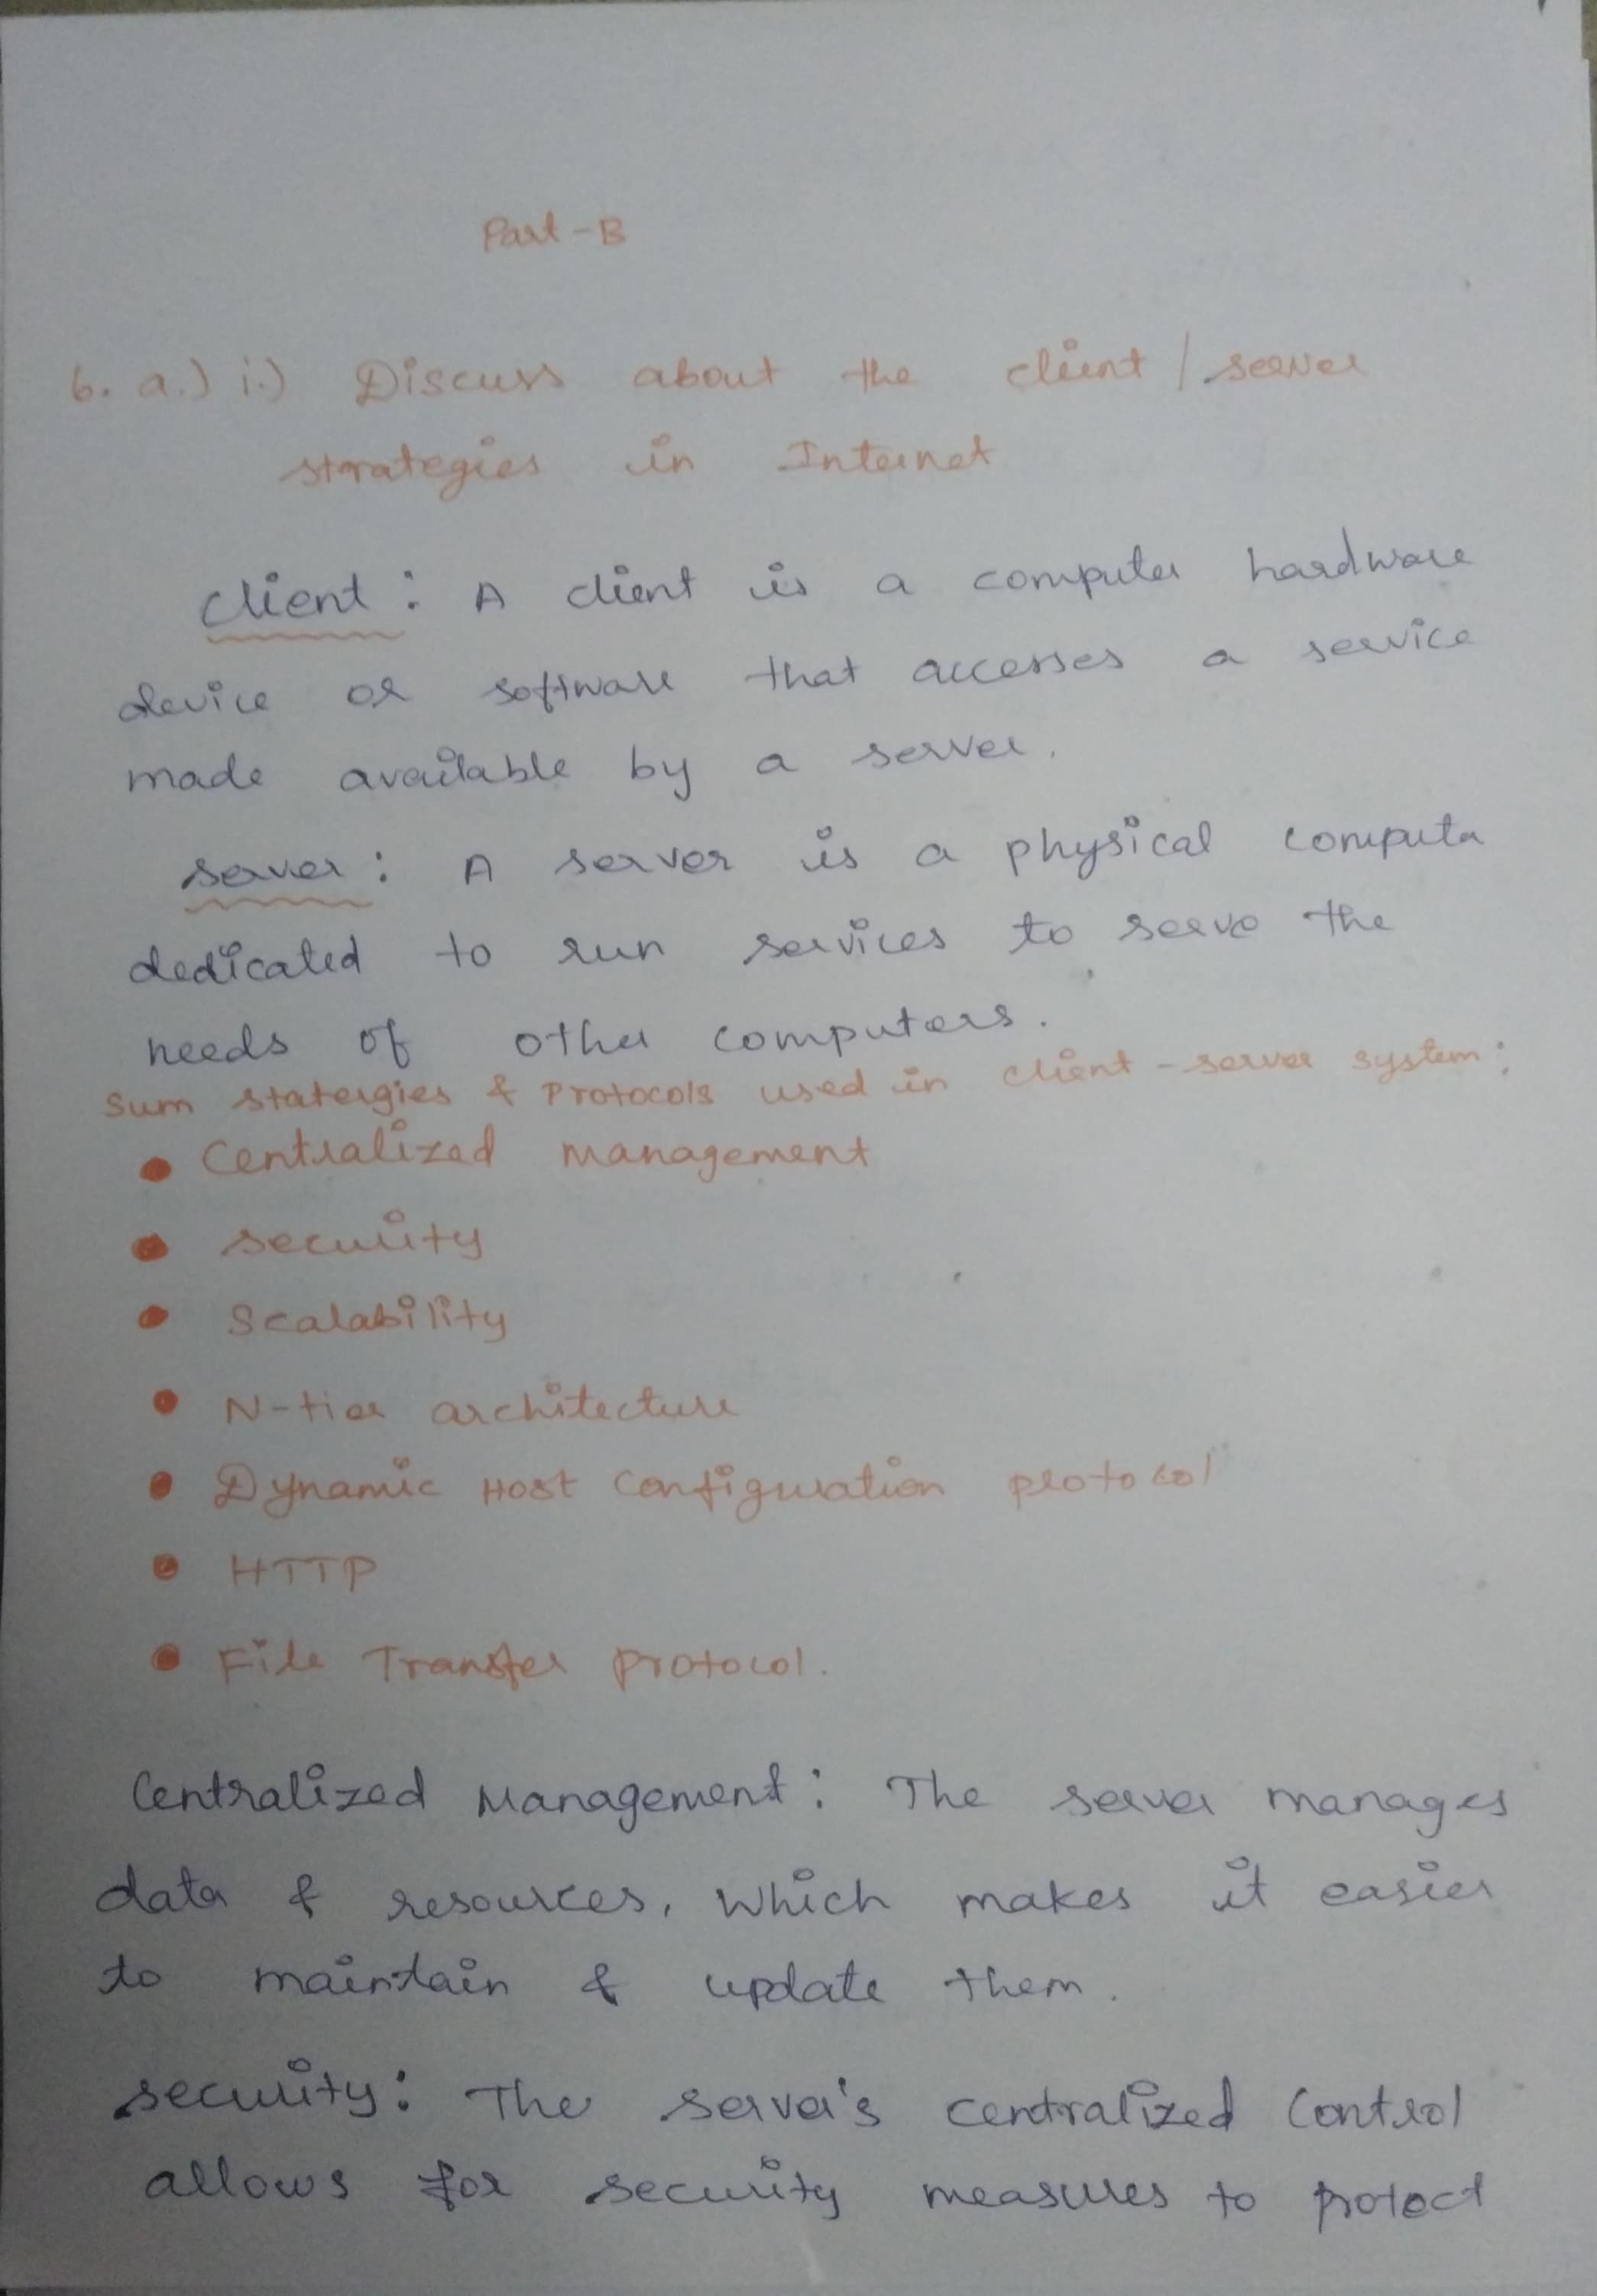 Part-B
6. a.) i.) Discuss about the client / server
strategies in Internet
client : A client is a computer hardware
device or software that accesses a service
made available by a server.
server : A server is a physical computer
dedicated to run services to serve the
needs of other computers.
Sum statergies & Protocols used in client - server system :
• Centralized management
• security
• Scalability
• N-tier architecture
• Dynamic Host Configuration protocol
• HTTP
• File Transfer protocol.
Centralized Management : The server manages
data & resources, which makes it easier
to maintain & update them.
security : The server's centralized control
allows for security measures to protect